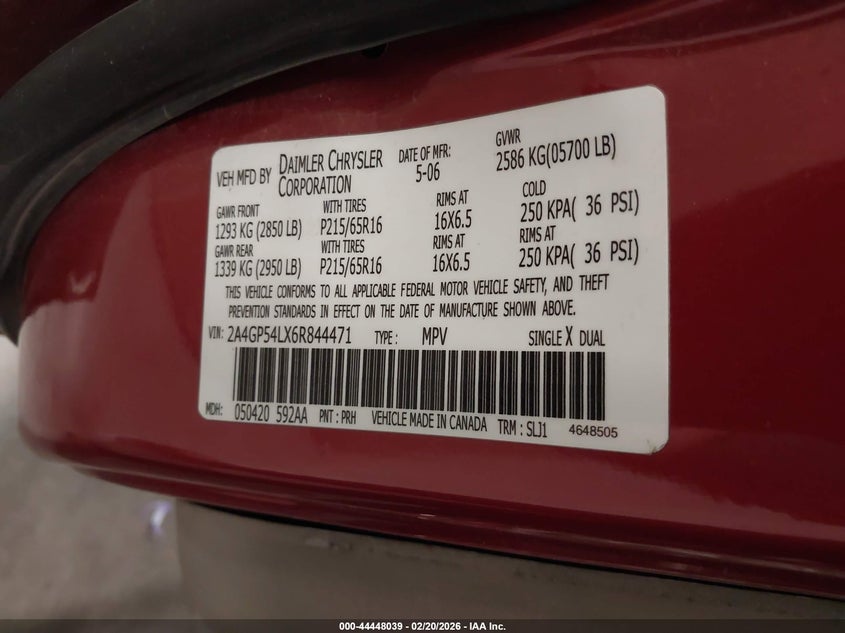 VEH MFD BY DAIMLER CHRYSLER CORPORATION DATE OF MFR: 5-06 GVWR 2586 KG(05700 LB)
GAWR FRONT WITH TIRES RIMS AT COLD
1293 KG (2850 LB) P215/65R16 16X6.5 250 KPA( 36 PSI)
GAWR REAR WITH TIRES RIMS AT RIMS AT
1339 KG (2950 LB) P215/65R16 16X6.5 250 KPA( 36 PSI)
THIS VEHICLE CONFORMS TO ALL APPLICABLE FEDERAL MOTOR VEHICLE SAFETY, AND THEFT
PREVENTION STANDARDS IN EFFECT ON THE DATE OF MANUFACTURE SHOWN ABOVE.
VIN: 2A4GP54LX6R844471 TYPE: MPV SINGLE X DUAL
MDH: 050420 592AA PNT: PRH VEHICLE MADE IN CANADA TRM: SLJ1 4648505
000-44448039 - 02/20/2026 - IAA Inc.